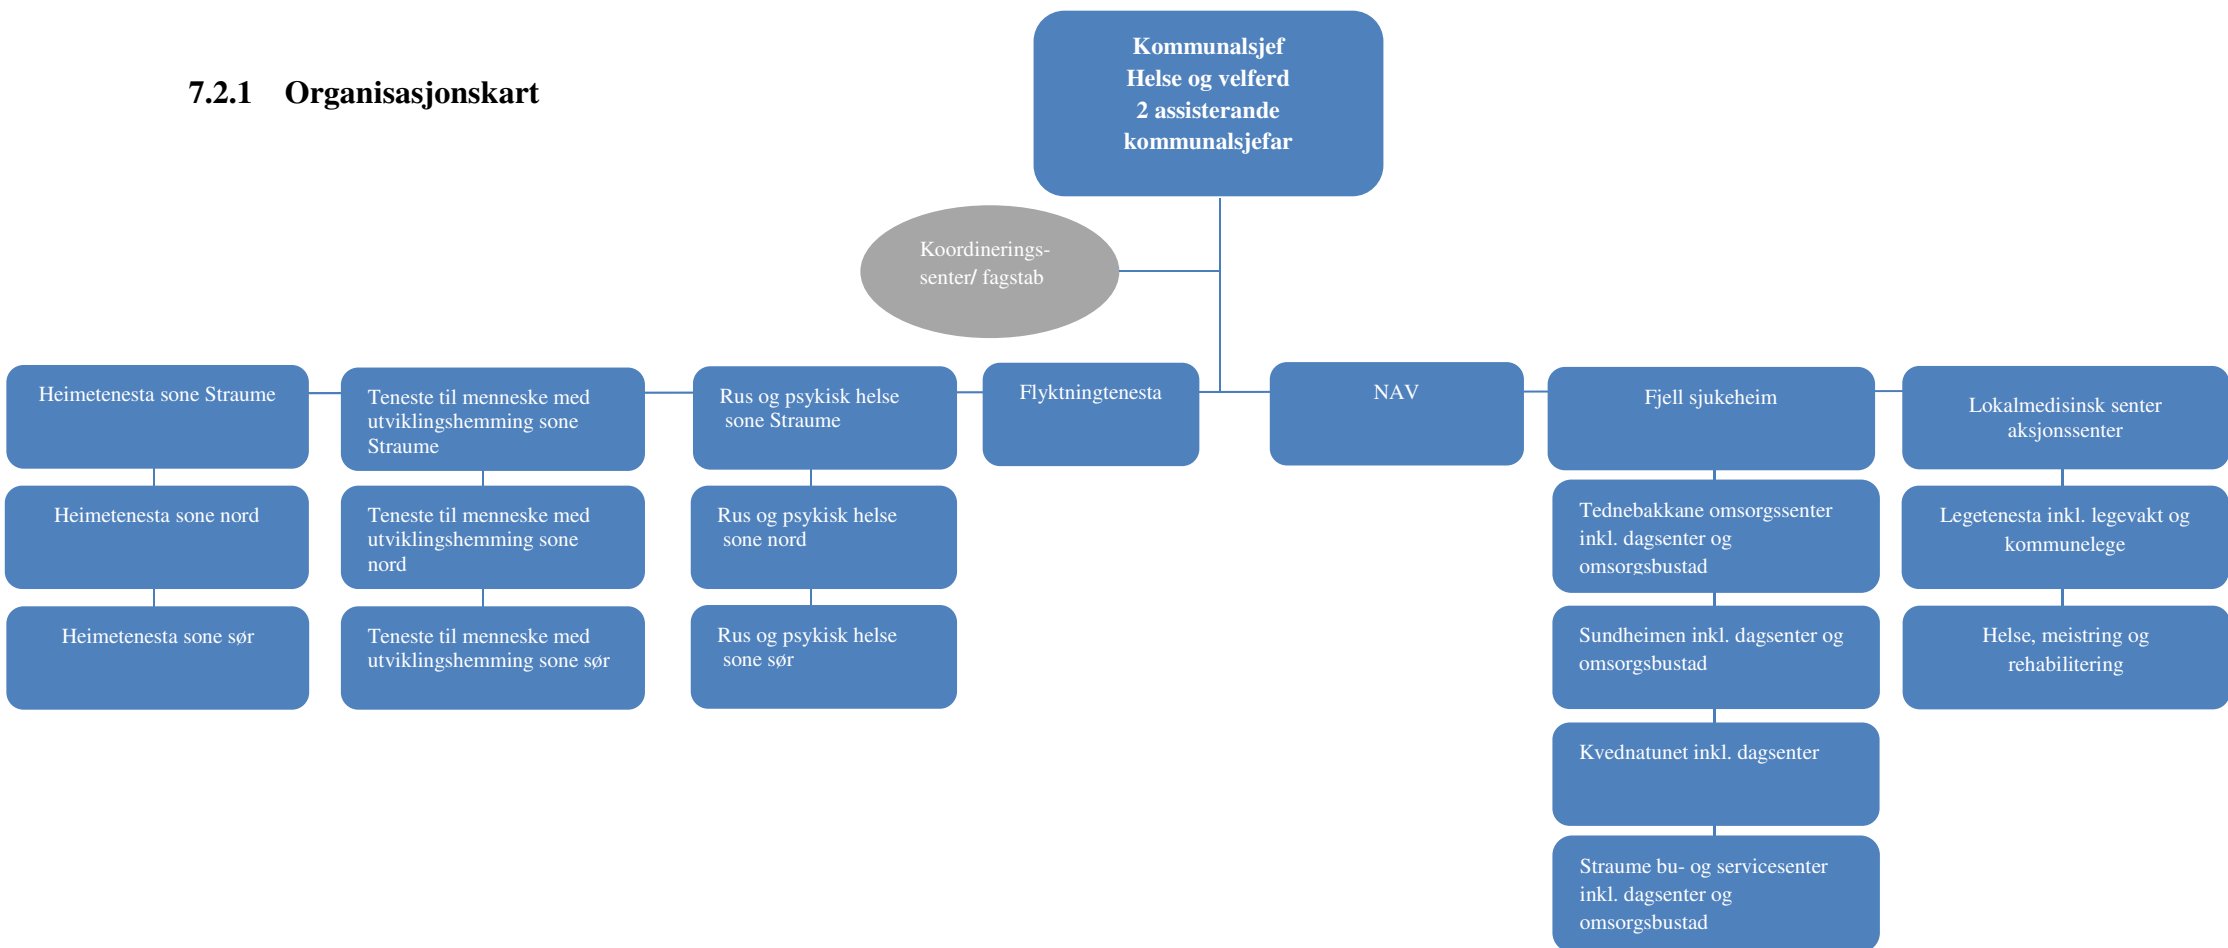 7.2.1 Organisasjonskart
Kommunalsjef
Helse og velferd
2 assisterande
kommunalsjefar
Koordinerings-
senter/ fagstab
Heimetenesta sone Straume
Teneste til menneske med
utviklingshemming sone
Straume
Rus og psykisk helse
sone Straume
Flyktningtenesta
NAV
Fjell sjukeheim
Lokalmedisinsk senter
aksjonssenter
Heimetenesta sone nord
Teneste til menneske med
utviklingshemming sone
nord
Rus og psykisk helse
sone nord
Tednebakkane omsorgssenter
inkl. dagsenter og
omsorgsbustad
Legetenesta inkl. legevakt og
kommunelege
Heimetenesta sone sør
Teneste til menneske med
utviklingshemming sone sør
Rus og psykisk helse
sone sør
Sundheimen inkl. dagsenter og
omsorgsbustad
Helse, meistring og
rehabilitering
Kvednatunet inkl. dagsenter
Straume bu- og servicesenter
inkl. dagsenter og
omsorgsbustad